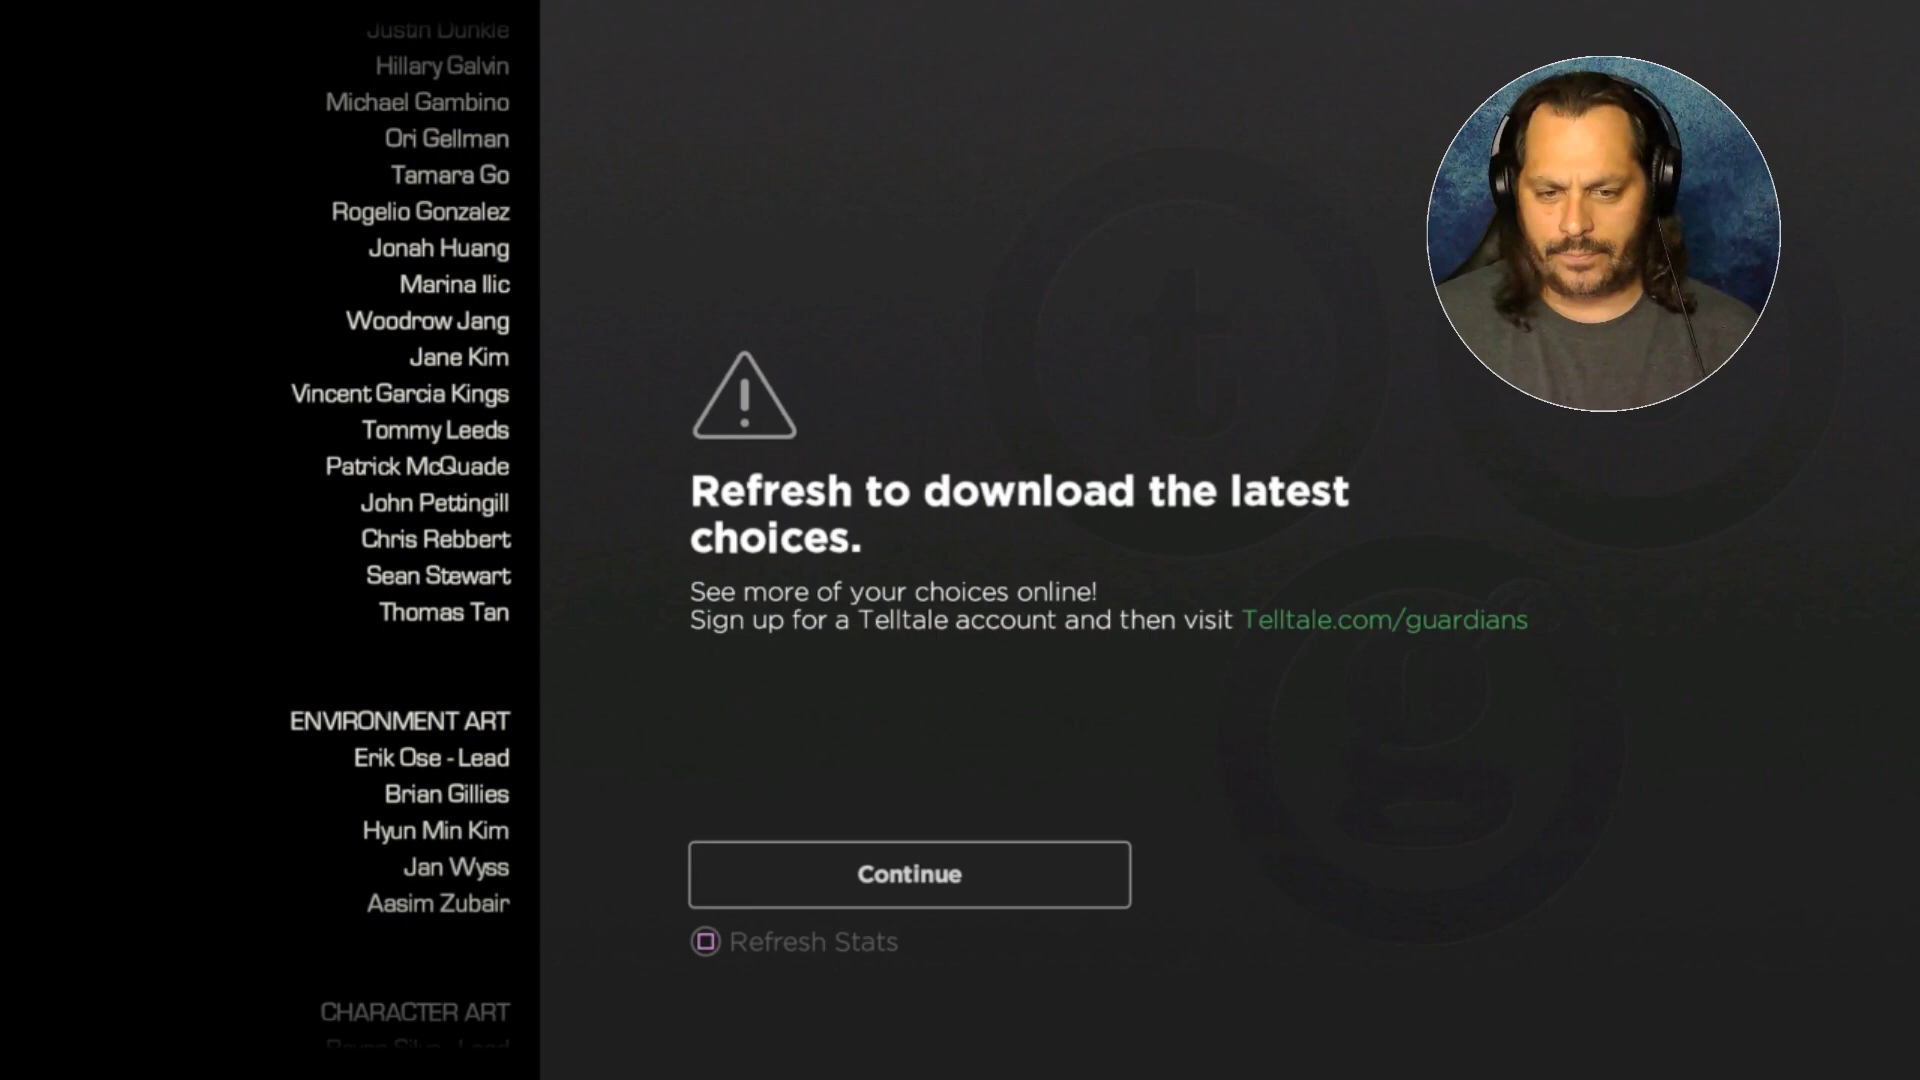 Justin Dunkle
Hillary Galvin
Michael Gambino
Ori Gellman
Tamara Go
Rogelio Gonzalez
Jonah Huang
Marina Ilic
Woodrow Jang
Jane Kim
Vincent Garcia Kings
Tommy Leeds
Patrick McQuade
John Pettingill
Chris Rebbert
Sean Stewart
Thomas Tan
ENVIRONMENT ART
Erik Ose - Lead
Brian Gillies
Hyun Min Kim
Jan Wyss
Aasim Zubair
CHARACTER ART
Refresh to download the latest
choices.
See more of your choices online!
Sign up for a Telltale account and then visit Telltale.com/guardians
Continue
Refresh Stats